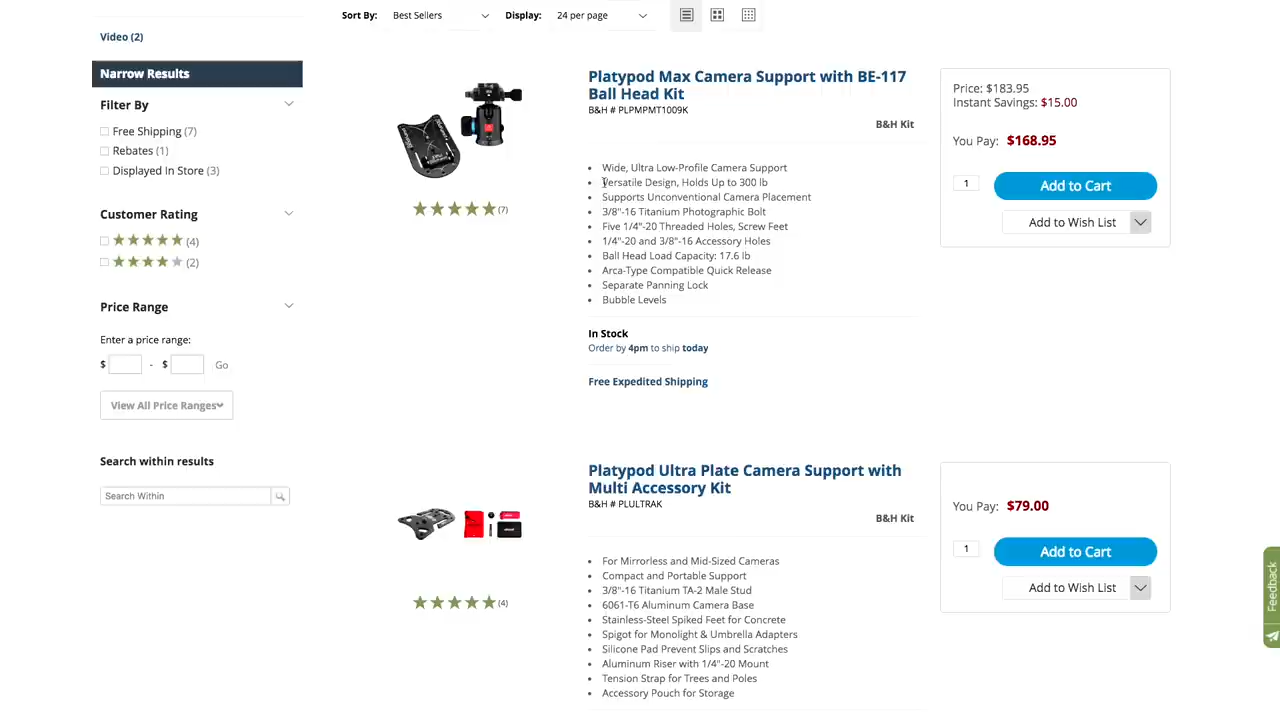 Sort By: Best Sellers Display: 24 per page
Video (2)
Narrow Results
Filter By
Free Shipping (7)
Rebates (1)
Displayed In Store (3)
Customer Rating
(4)
(2)
Price Range
Enter a price range:
$ - $ Go
View All Price Ranges
Search within results
Search Within
(7)
Platypod Max Camera Support with BE-117
Ball Head Kit
B&H # PLPMPMT1009K
B&H Kit
Wide, Ultra Low-Profile Camera Support
Versatile Design, Holds Up to 300 lb
Supports Unconventional Camera Placement
3/8"-16 Titanium Photographic Bolt
Five 1/4"-20 Threaded Holes, Screw Feet
1/4"-20 and 3/8"-16 Accessory Holes
Ball Head Load Capacity: 17.6 lb
Arca-Type Compatible Quick Release
Separate Panning Lock
Bubble Levels
In Stock
Order by 4pm to ship today
Free Expedited Shipping
Price: $183.95
Instant Savings: $15.00
You Pay: $168.95
1 Add to Cart
Add to Wish List
(4)
Platypod Ultra Plate Camera Support with
Multi Accessory Kit
B&H # PLULTRAK
B&H Kit
For Mirrorless and Mid-Sized Cameras
Compact and Portable Support
3/8"-16 Titanium TA-2 Male Stud
6061-T6 Aluminum Camera Base
Stainless-Steel Spiked Feet for Concrete
Spigot for Monolight & Umbrella Adapters
Silicone Pad Prevent Slips and Scratches
Aluminum Riser with 1/4"-20 Mount
Tension Strap for Trees and Poles
Accessory Pouch for Storage
You Pay: $79.00
1 Add to Cart
Add to Wish List
Feedback